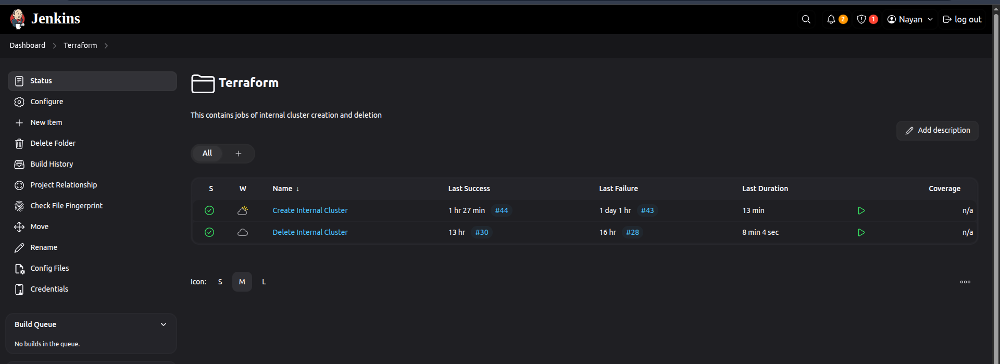 Jenkins
2
1
Nayan
log out
Dashboard
Terraform
Status
Configure
New Item
Delete Folder
Build History
Project Relationship
Check File Fingerprint
Move
Rename
Config Files
Credentials
Build Queue
No builds in the queue.
Terraform
This contains jobs of internal cluster creation and deletion
Add description
All +
S W Name ↓ Last Success Last Failure Last Duration Coverage
Create Internal Cluster 1 hr 27 min #44 1 day 1 hr #43 13 min n/a
Delete Internal Cluster 13 hr #30 16 hr #28 8 min 4 sec n/a
Icon: S M L